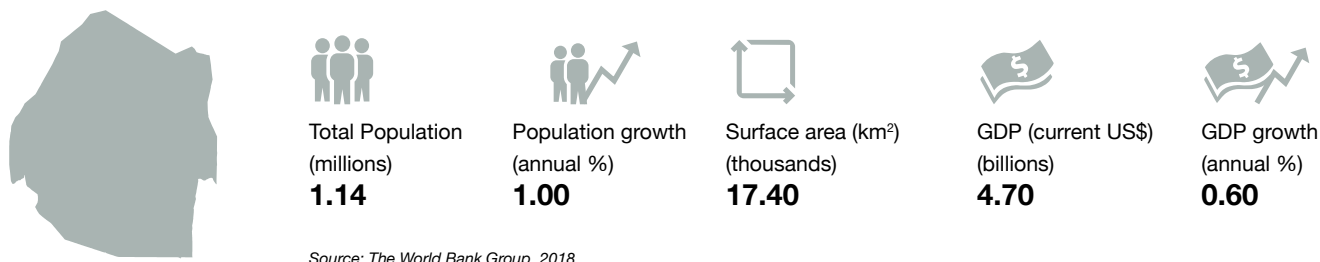 Total Population
(millions)
1.14
Population growth
(annual %)
1.00
Surface area (km²)
(thousands)
17.40
GDP (current US$)
(billions)
4.70
GDP growth
(annual %)
0.60
Source: The World Bank Group, 2018